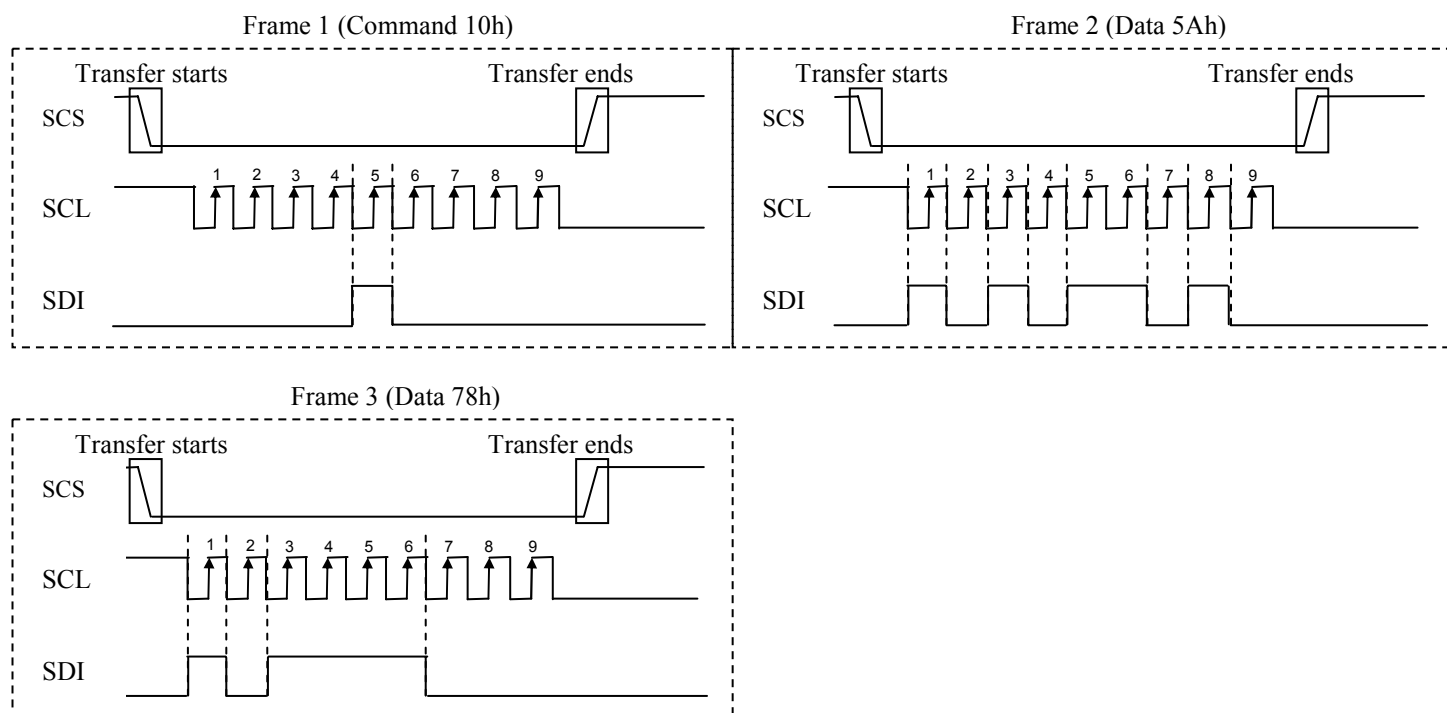 Frame 1 (Command 10h)
Transfer starts Transfer ends
SCS
1 2 3 4 5 6 7 8 9
SCL
SDI
Frame 2 (Data 5Ah)
Transfer starts Transfer ends
SCS
1 2 3 4 5 6 7 8 9
SCL
SDI
Frame 3 (Data 78h)
Transfer starts Transfer ends
SCS
1 2 3 4 5 6 7 8 9
SCL
SDI